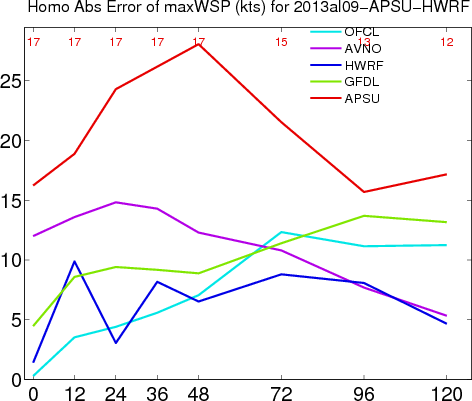 Homo Abs Error of maxWSP (kts) for 2013al09-APSU-HWRF
17 17 17 17 17 15 13 12
OFCL
AVNO
HWRF
GFDL
APSU
25
20
15
10
5
0
0 12 24 36 48 72 96 120